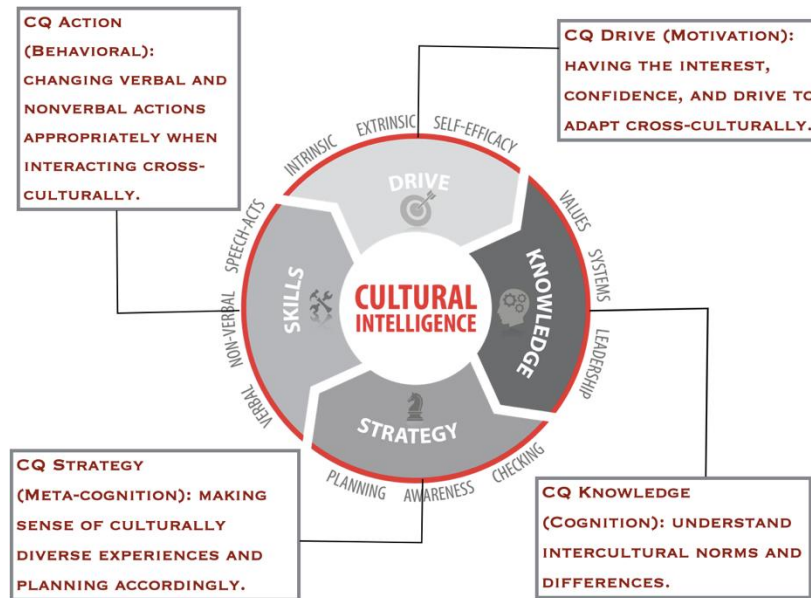 CQ ACTION
(BEHAVIORAL):
CHANGING VERBAL AND
NONVERBAL ACTIONS
APPROPRIATELY WHEN
INTERACTING CROSS-
CULTURALLY.
CQ DRIVE (MOTIVATION):
HAVING THE INTEREST,
CONFIDENCE, AND DRIVE TO
ADAPT CROSS-CULTURALLY.
INTRINSIC
EXTRINSIC
SELF-EFFICACY
DRIVE
VALUES
SYSTEMS
LEADERSHIP
KNOWLEDGE
SPEECH-ACTS
NON-VERBAL
VERBAL
SKILLS
CULTURAL
INTELLIGENCE
STRATEGY
PLANNING
AWARENESS
CHECKING
CQ STRATEGY
(META-COGNITION): MAKING
SENSE OF CULTURALLY
DIVERSE EXPERIENCES AND
PLANNING ACCORDINGLY.
CQ KNOWLEDGE
(COGNITION): UNDERSTAND
INTERCULTURAL NORMS AND
DIFFERENCES.